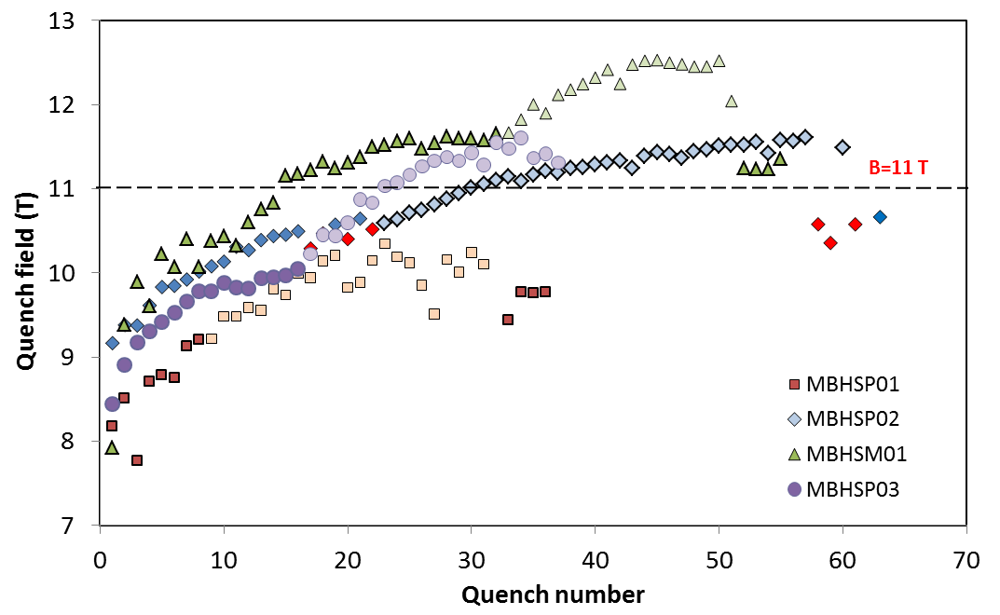 13
12
11
10
9
8
7
Quench field (T)
B=11 T
MBHSP01
MBHSP02
MBHSM01
MBHSP03
0 10 20 30 40 50 60 70
Quench number